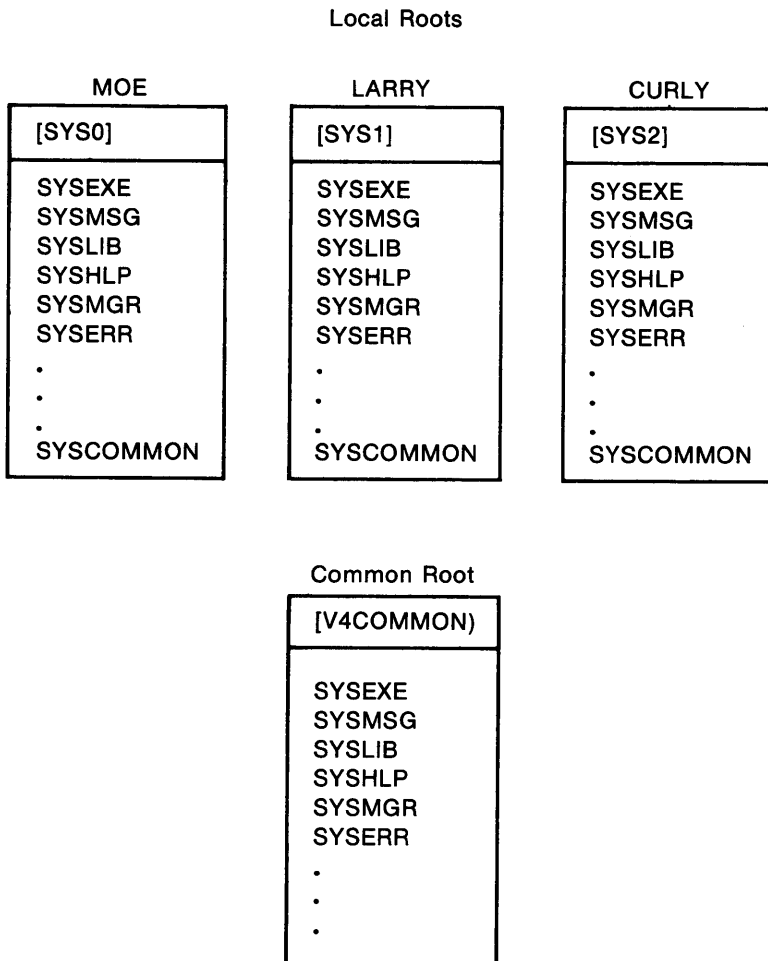 Local Roots
MOE
[SYS0]
SYSEXE
SYSMSG
SYSLIB
SYSHLP
SYSMGR
SYSERR
.
.
.
SYSCOMMON
LARRY
[SYS1]
SYSEXE
SYSMSG
SYSLIB
SYSHLP
SYSMGR
SYSERR
.
.
.
SYSCOMMON
CURLY
[SYS2]
SYSEXE
SYSMSG
SYSLIB
SYSHLP
SYSMGR
SYSERR
.
.
.
SYSCOMMON
Common Root
[V4COMMON)
SYSEXE
SYSMSG
SYSLIB
SYSHLP
SYSMGR
SYSERR
.
.
.